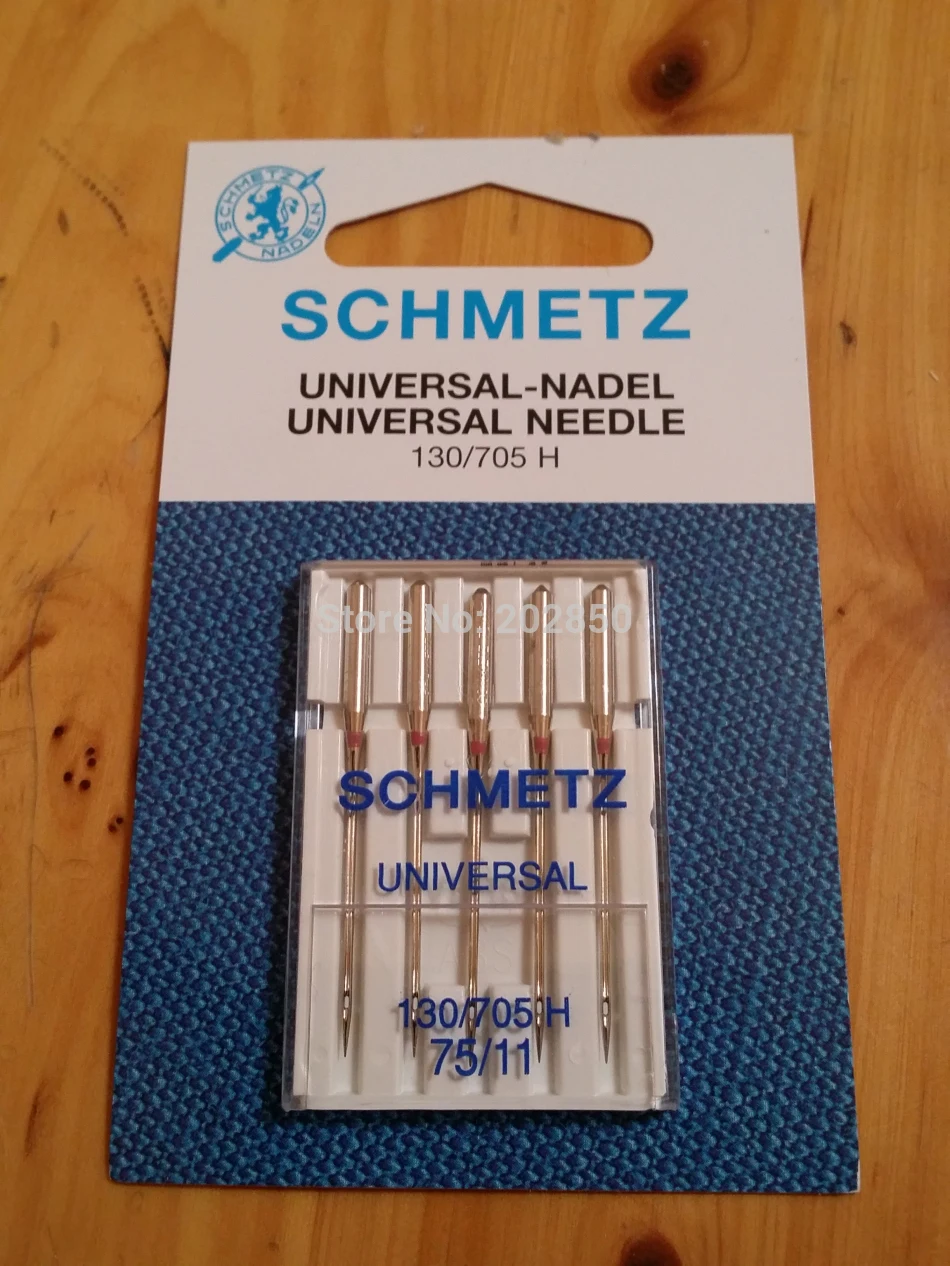 SCHMETZ
NADELN
SCHMETZ
UNIVERSAL-NADEL
UNIVERSAL NEEDLE
130/705 H
Store No: 202850
SCHMETZ
UNIVERSAL
130/705 H
75/11